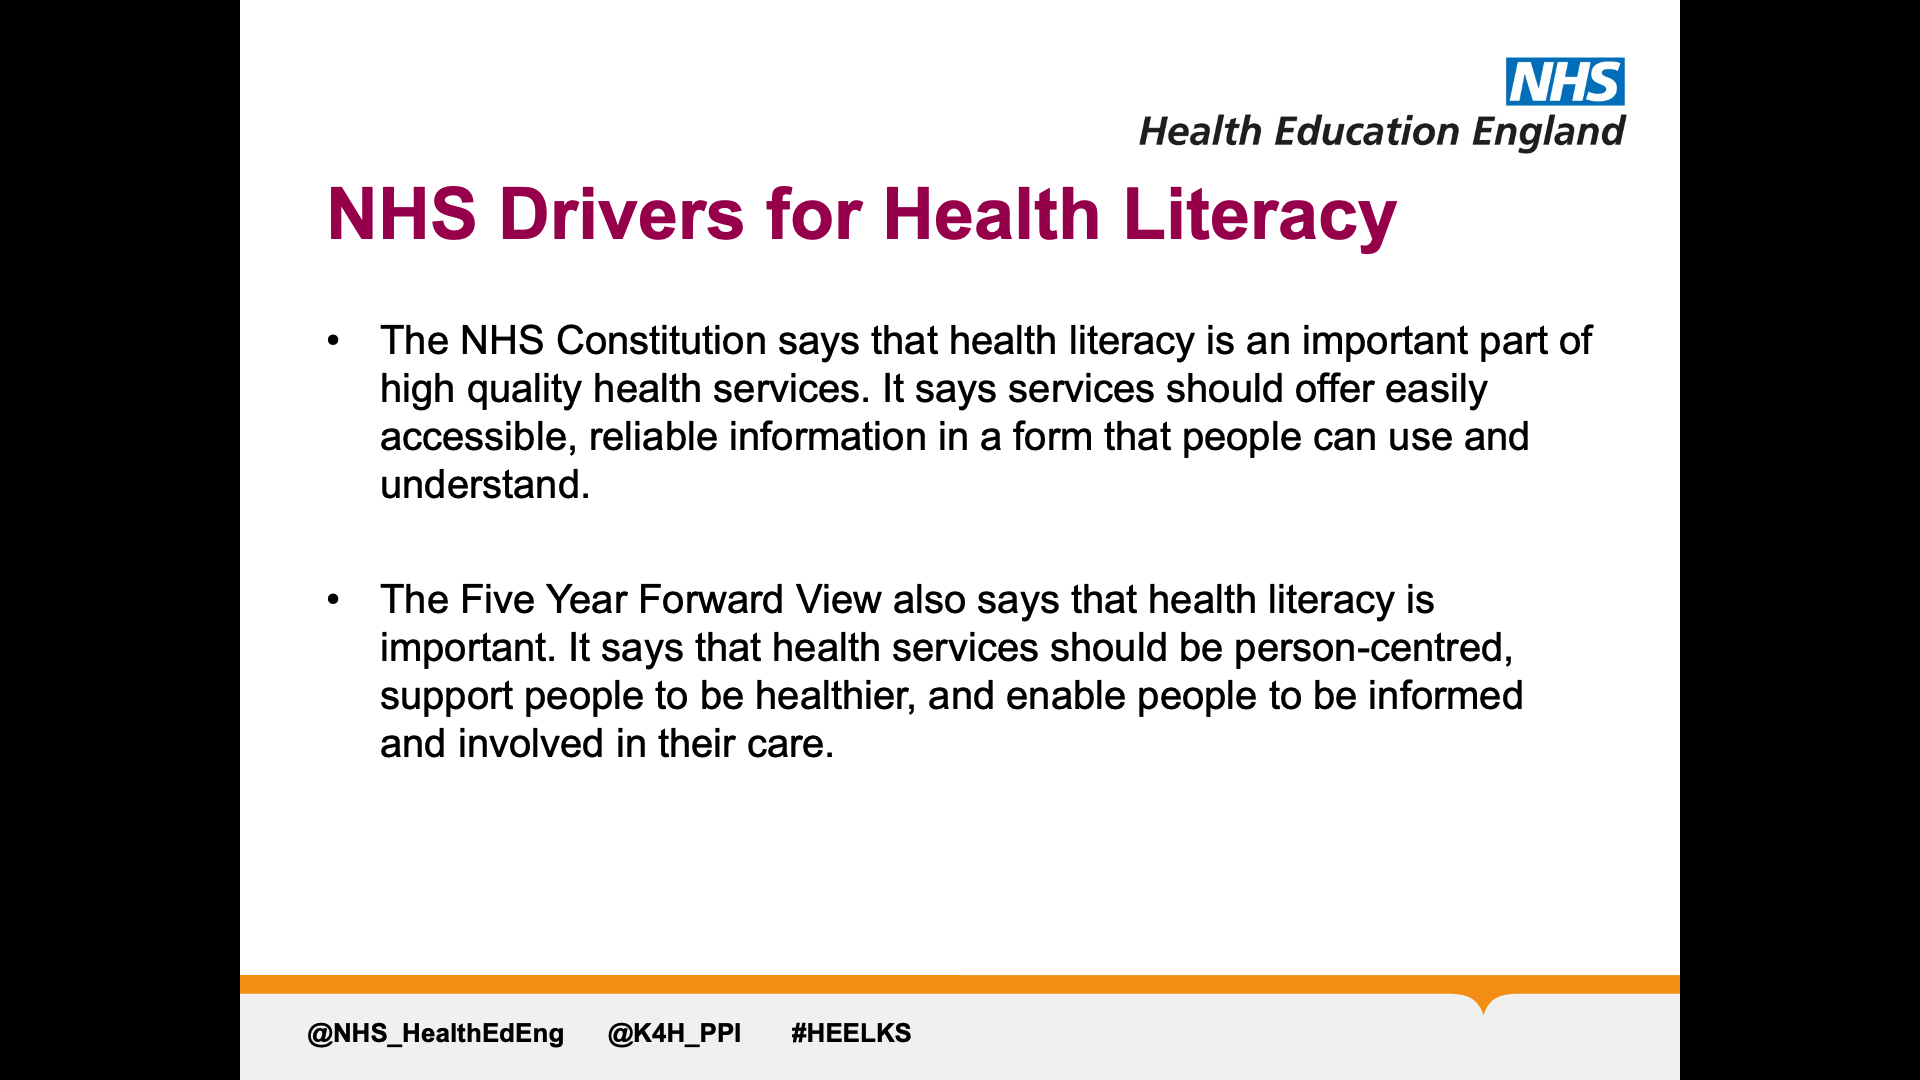 NHS
Health Education England
NHS Drivers for Health Literacy
• The NHS Constitution says that health literacy is an important part of
high quality health services. It says services should offer easily
accessible, reliable information in a form that people can use and
understand.
• The Five Year Forward View also says that health literacy is
important. It says that health services should be person-centred,
support people to be healthier, and enable people to be informed
and involved in their care.
@NHS_HealthEdEng @K4H_PPI #HEELKS